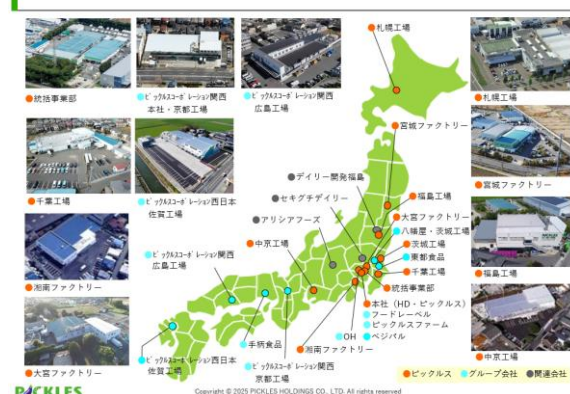 ●統括事業部
●ピックルスコーポレーション関西
本社・京都工場
●ピックルスコーポレーション関西
広島工場
●千葉工場
●ピックルスコーポレーション西日本
佐賀工場
●湘南ファクトリー
●大宮ファクトリー
●札幌工場
●宮城ファクトリー
●デイリー開発福島
●セキグチデイリー
●アリシアフーズ
●中京工場
●ピックルスコーポレーション関西
広島工場
●福島工場
●大宮ファクトリー
●八幡屋・茨城工場
●茨城工場
●東都食品
●千葉工場
●統括事業部
●本社(HD・ピックルス)
●フードレーベル
●ピックルスファーム
●ベジパル
●OH
●湘南ファクトリー
●手柄食品
●ピックルスコーポレーション関西
京都工場
●ピックルスコーポレーション西日本
佐賀工場
●札幌工場
●宮城ファクトリー
PICKLES
●福島工場
●中京工場
●ピックルス ●グループ会社 ●関連会社
PICKLES
Copyright © 2025 PICKLES HOLDINGS CO., LTD. All rights reserved